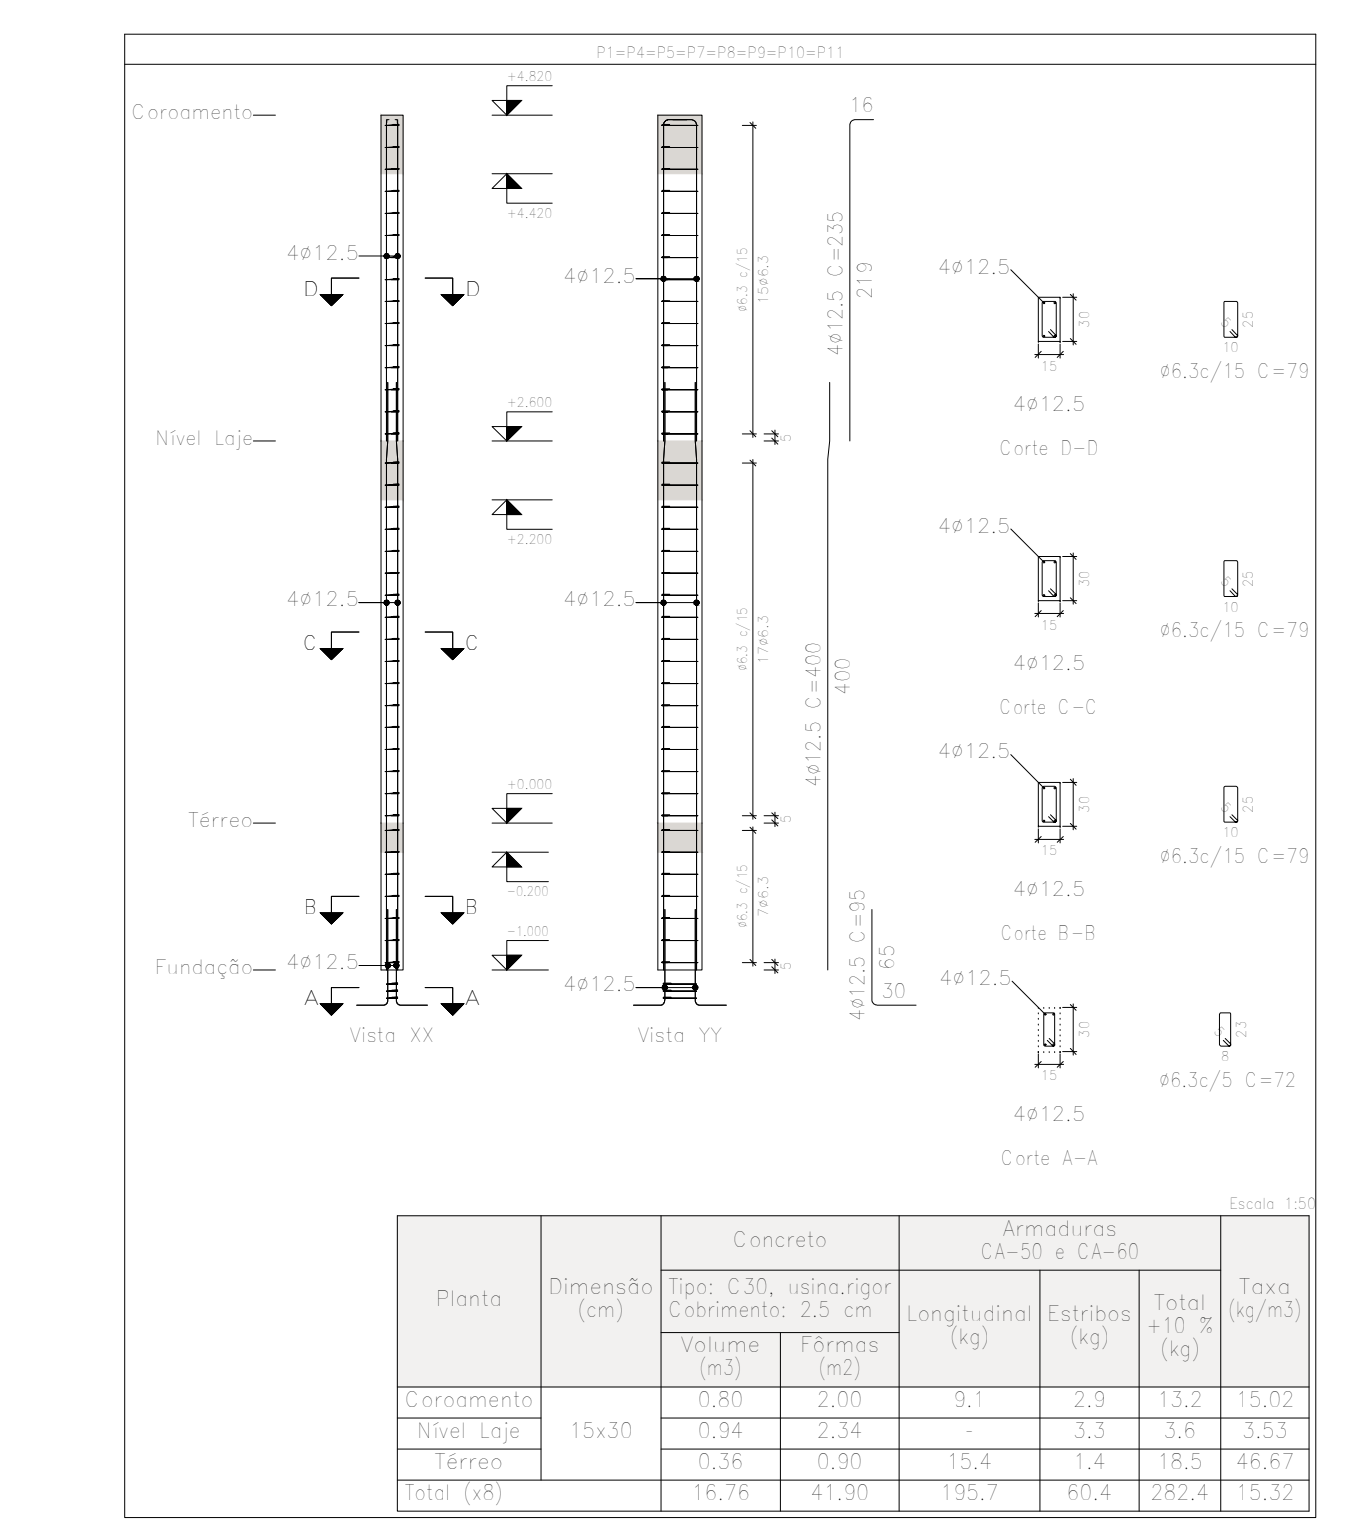 P1=P4=P5=P7=P8=P9=P10=P11
+4.820
Coroamento
16
+4.420
4ø12.5
D
D
4ø12.5
ø6.3 c/15
15ø6.3
4ø12.5 C=235
219
4ø12.5
30
15
4ø12.5
Corte D-D
25
10
ø6.3c/15 C=79
+2.600
Nível Laje
5
+2.200
4ø12.5
C
C
4ø12.5
ø6.3 c/15
17ø6.3
4ø12.5 C=400
400
4ø12.5
30
15
4ø12.5
Corte C-C
25
10
ø6.3c/15 C=79
+0.000
Térreo
5
-0.200
B
B
ø6.3 c/15
7ø6.3
4ø12.5
30
15
4ø12.5
Corte B-B
25
10
ø6.3c/15 C=79
-1.000
Fundação
4ø12.5
5
4ø12.5
A
A
4ø12.5 C=95
65
30
Vista XX
Vista YY
4ø12.5
30
15
4ø12.5
Corte A-A
23
8
ø6.3c/5 C=72
Escala 1:50
Planta
Dimensão
(cm)
Concreto
Tipo: C30, usina.rigor
Cobrimento: 2.5 cm
Volume
(m3)
Fôrmas
(m2)
Armaduras
CA-50 e CA-60
Longitudinal
(kg)
Estribos
(kg)
Total
+10 %
(kg)
Taxa
(kg/m3)
Coroamento 0.80 2.00 9.1 2.9 13.2 15.02
Nível Laje 15x30 0.94 2.34 - 3.3 3.6 3.53
Térreo 0.36 0.90 15.4 1.4 18.5 46.67
Total (x8) 16.76 41.90 195.7 60.4 282.4 15.32